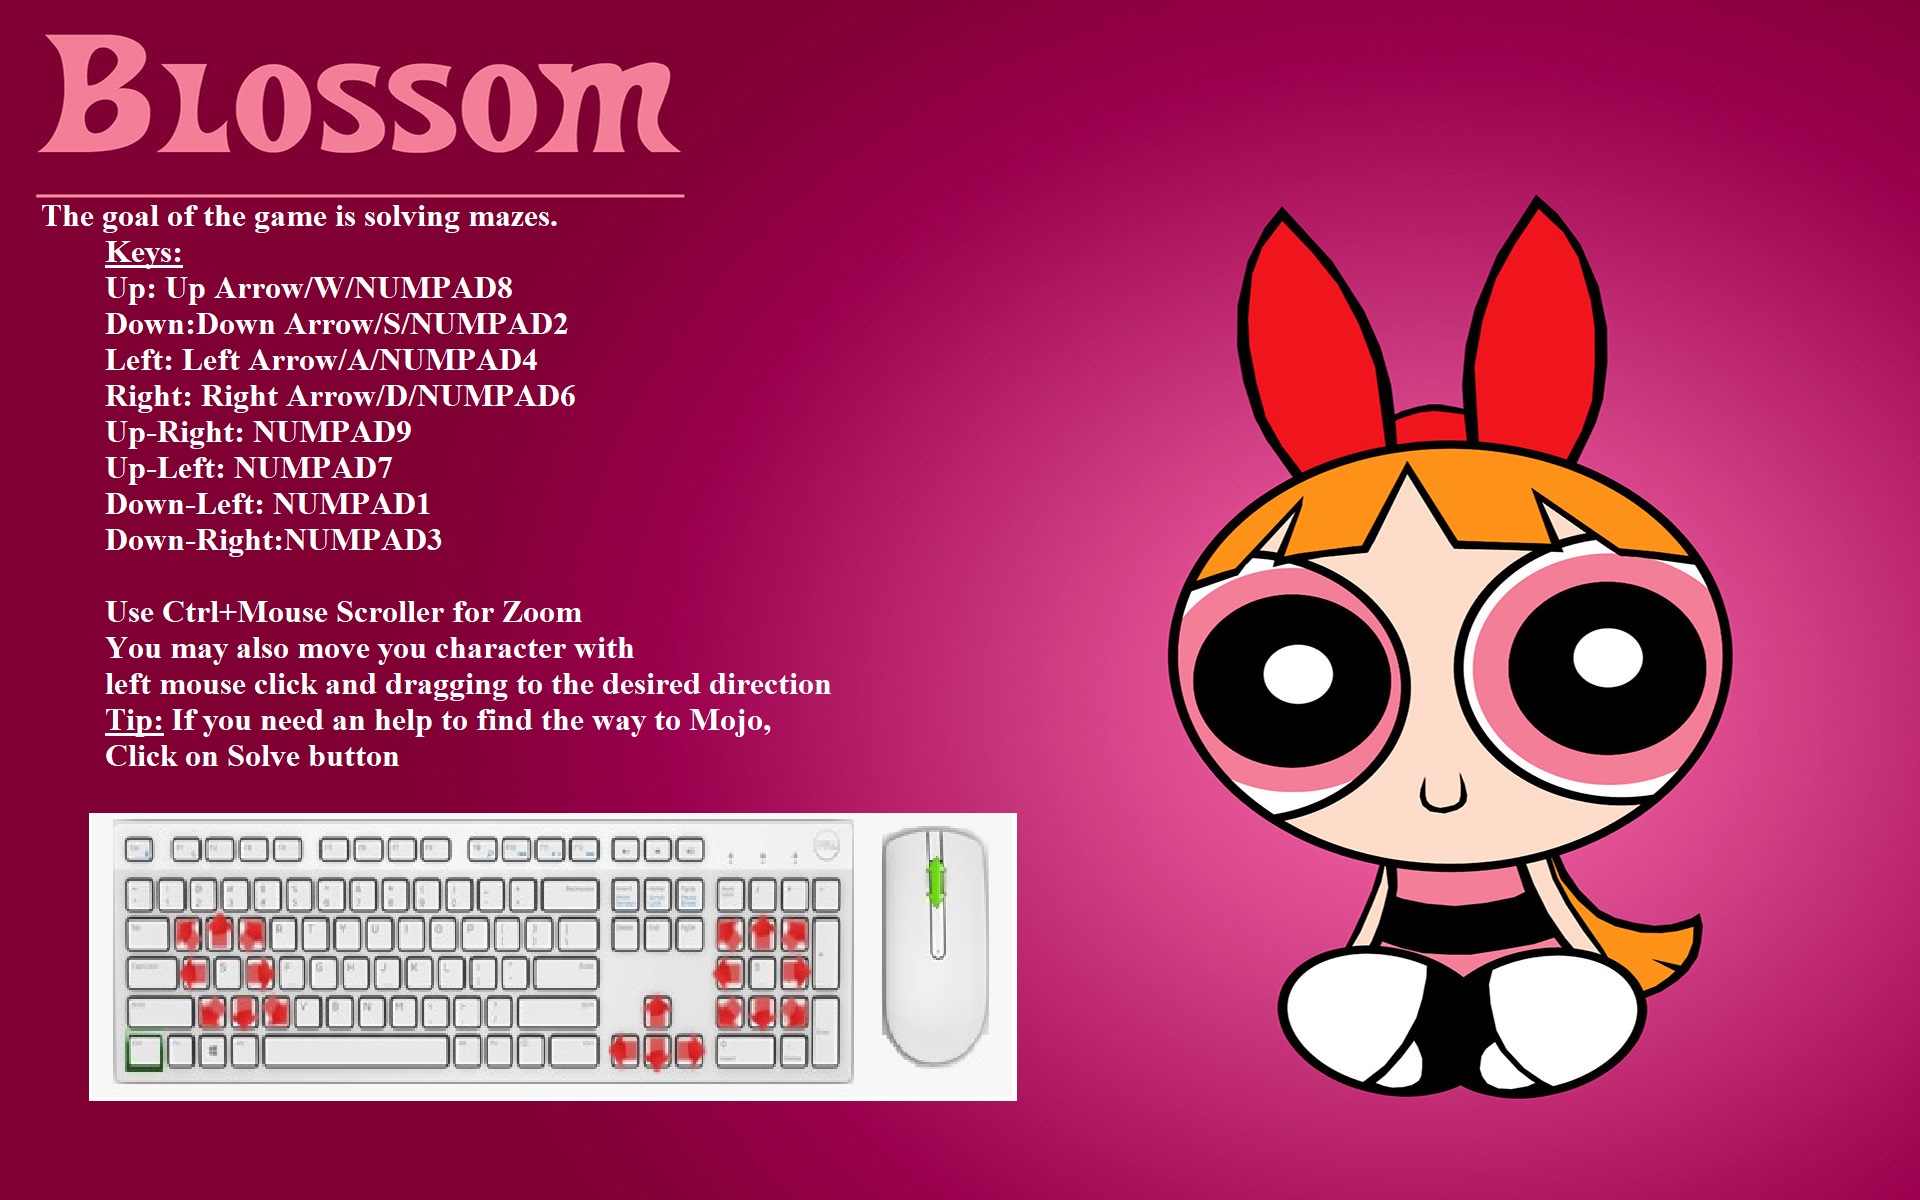 BLOSSOM
The goal of the game is solving mazes.
Keys:
Up: Up Arrow/W/NUMPAD8
Down:Down Arrow/S/NUMPAD2
Left: Left Arrow/A/NUMPAD4
Right: Right Arrow/D/NUMPAD6
Up-Right: NUMPAD9
Up-Left: NUMPAD7
Down-Left: NUMPAD1
Down-Right:NUMPAD3
Use Ctrl+Mouse Scroller for Zoom
You may also move you character with
left mouse click and dragging to the desired direction
Tip: If you need an help to find the way to Mojo,
Click on Solve button
R T Y U I O P
S F G H J K L
V B N M